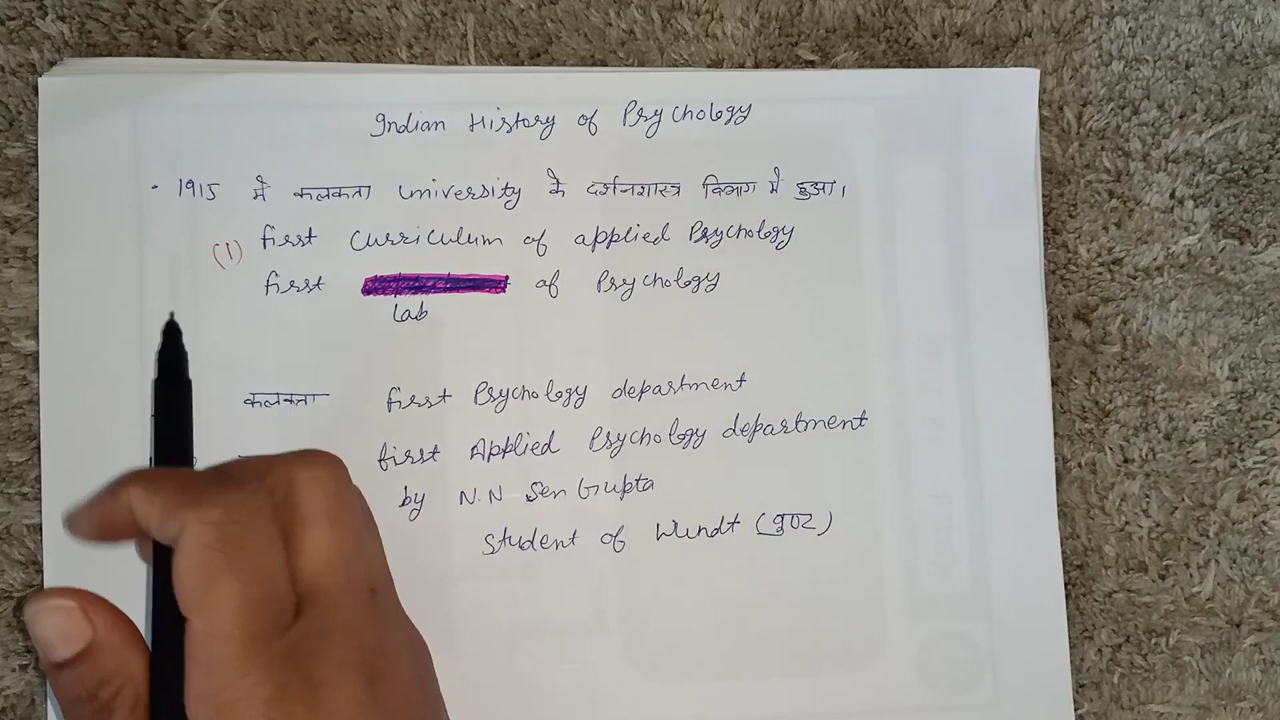 Indian History of Psychology
• 1915 में कलकता University के दर्शनशास्त्र विभाग में हुआ।
(1) first Curriculum of applied Psychology
first of Psychology
Lab
कलकता first Psychology department
first Applied Psychology department
by N.N Sen Gupta
Student of Wundt (वुण्ट)